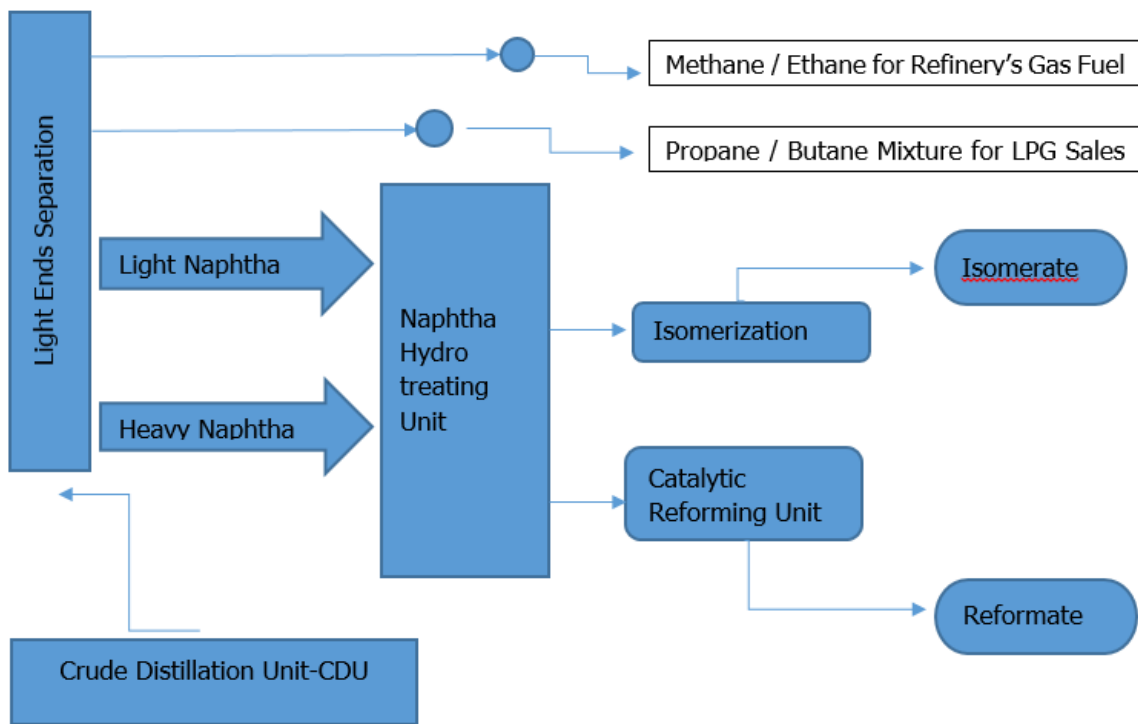 Light Ends Separation
Methane / Ethane for Refinery's Gas Fuel
Propane / Butane Mixture for LPG Sales
Light Naphtha
Heavy Naphtha
Naphtha
Hydro
treating
Unit
Isomerization
Isomerate
Catalytic
Reforming Unit
Reformate
Crude Distillation Unit-CDU